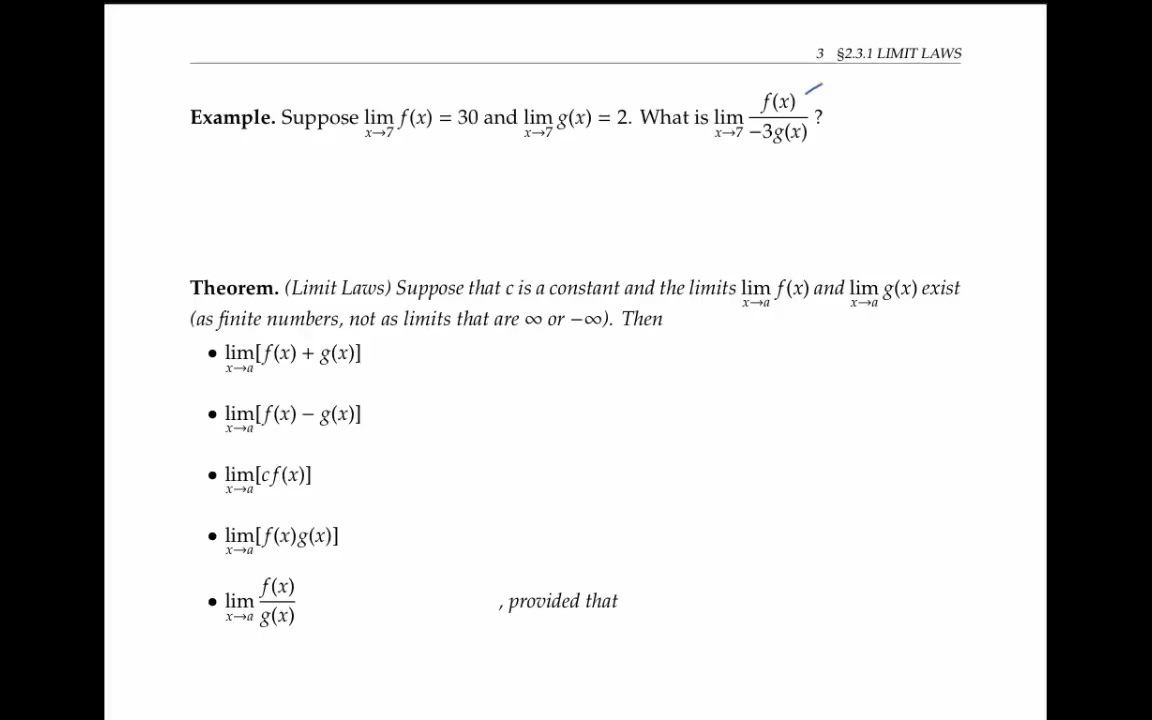 3 §2.3.1 LIMIT LAWS
Example. Suppose lim_{x→7} f(x) = 30 and lim_{x→7} g(x) = 2. What is lim_{x→7} \frac{f(x)}{−3g(x)} ?
Theorem. (Limit Laws) Suppose that c is a constant and the limits lim_{x→a} f(x) and lim_{x→a} g(x) exist
(as finite numbers, not as limits that are ∞ or −∞). Then
• lim_{x→a} [f(x) + g(x)]
• lim_{x→a} [f(x) − g(x)]
• lim_{x→a} [cf(x)]
• lim_{x→a} [f(x)g(x)]
• lim_{x→a} \frac{f(x)}{g(x)} , provided that